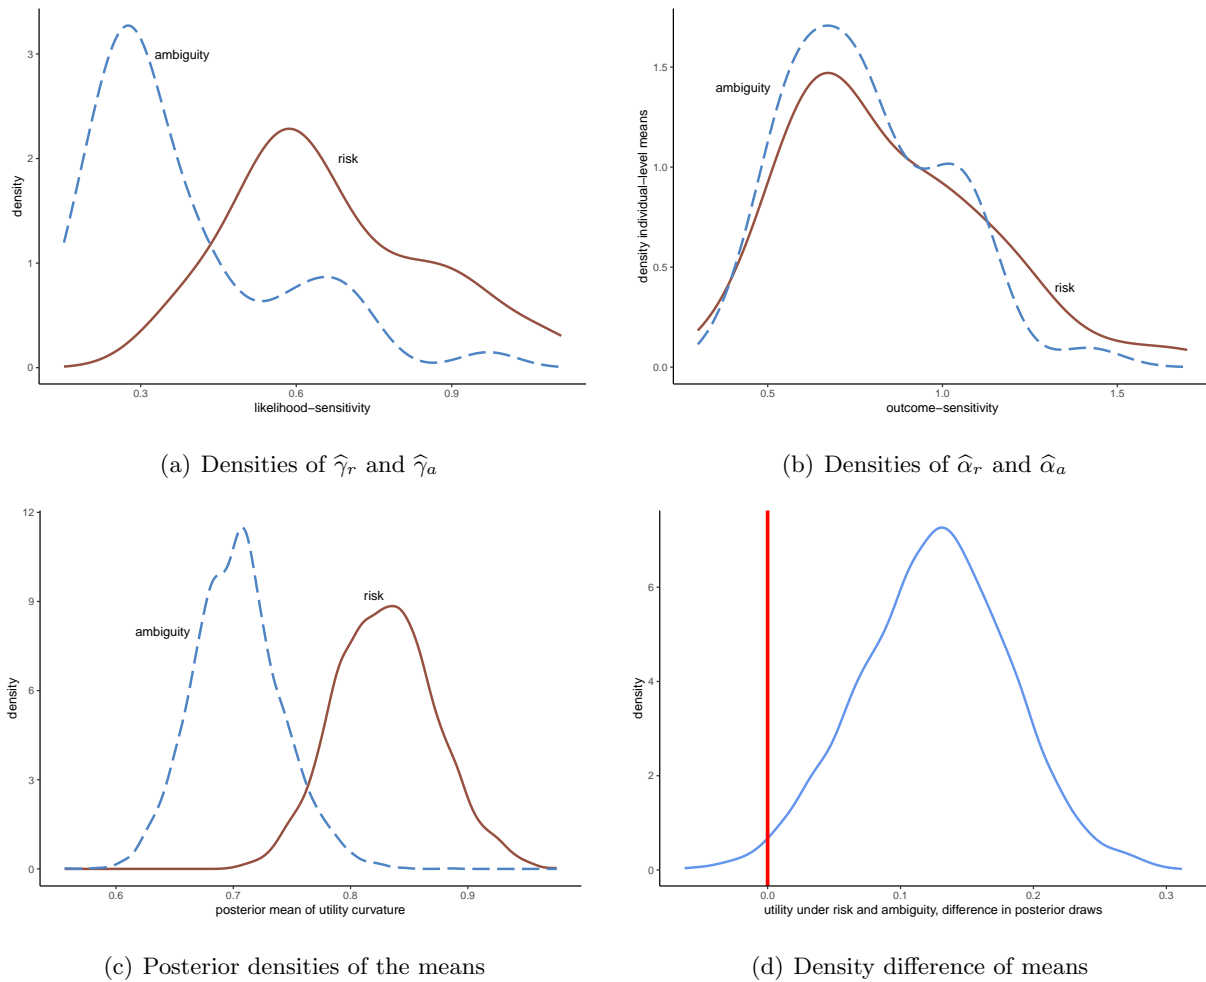 3
2
1
0
density
ambiguity
risk
0.3 0.6 0.9
likelihood−sensitivity
(a) Densities of γ̂r and γ̂a
1.5
1.0
0.5
0.0
density individual−level means
ambiguity
risk
0.5 1.0 1.5
outcome−sensitivity
(b) Densities of α̂r and α̂a
12
9
6
3
0
density
ambiguity
risk
0.6 0.7 0.8 0.9
posterior mean of utility curvature
(c) Posterior densities of the means
6
4
2
0
density
0.0 0.1 0.2 0.3
utility under risk and ambiguity, difference in posterior draws
(d) Density difference of means